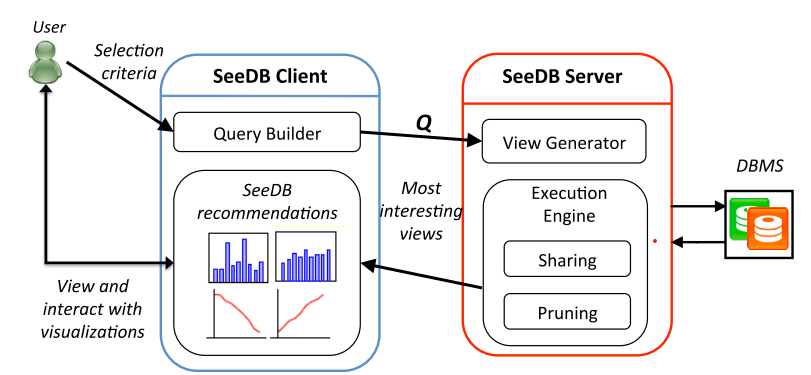 User
Selection
criteria
SeeDB Client
Query Builder
Q
SeeDB Server
View Generator
DBMS
SeeDB
recommendations
Most
interesting
views
Execution
Engine
Sharing
Pruning
View and
interact with
visualizations